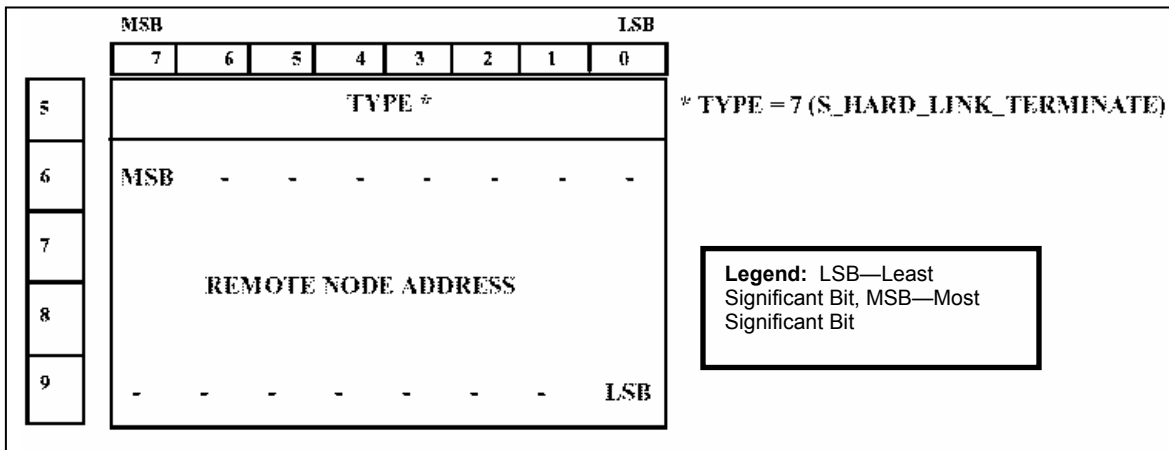 MSB LSB
7 6 5 4 3 2 1 0
5 TYPE * * TYPE = 7 (S_HARD_LINK_TERMINATE)
6 MSB - - - - - - -
7
REMOTE NODE ADDRESS
8
9 - - - - - - - LSB
Legend: LSB—Least
Significant Bit, MSB—Most
Significant Bit